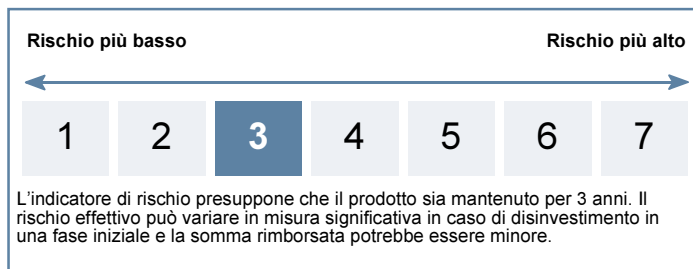 Rischio più basso Rischio più alto
1 2 3 4 5 6 7
L'indicatore di rischio presuppone che il prodotto sia mantenuto per 3 anni. Il
rischio effettivo può variare in misura significativa in caso di disinvestimento in
una fase iniziale e la somma rimborsata potrebbe essere minore.